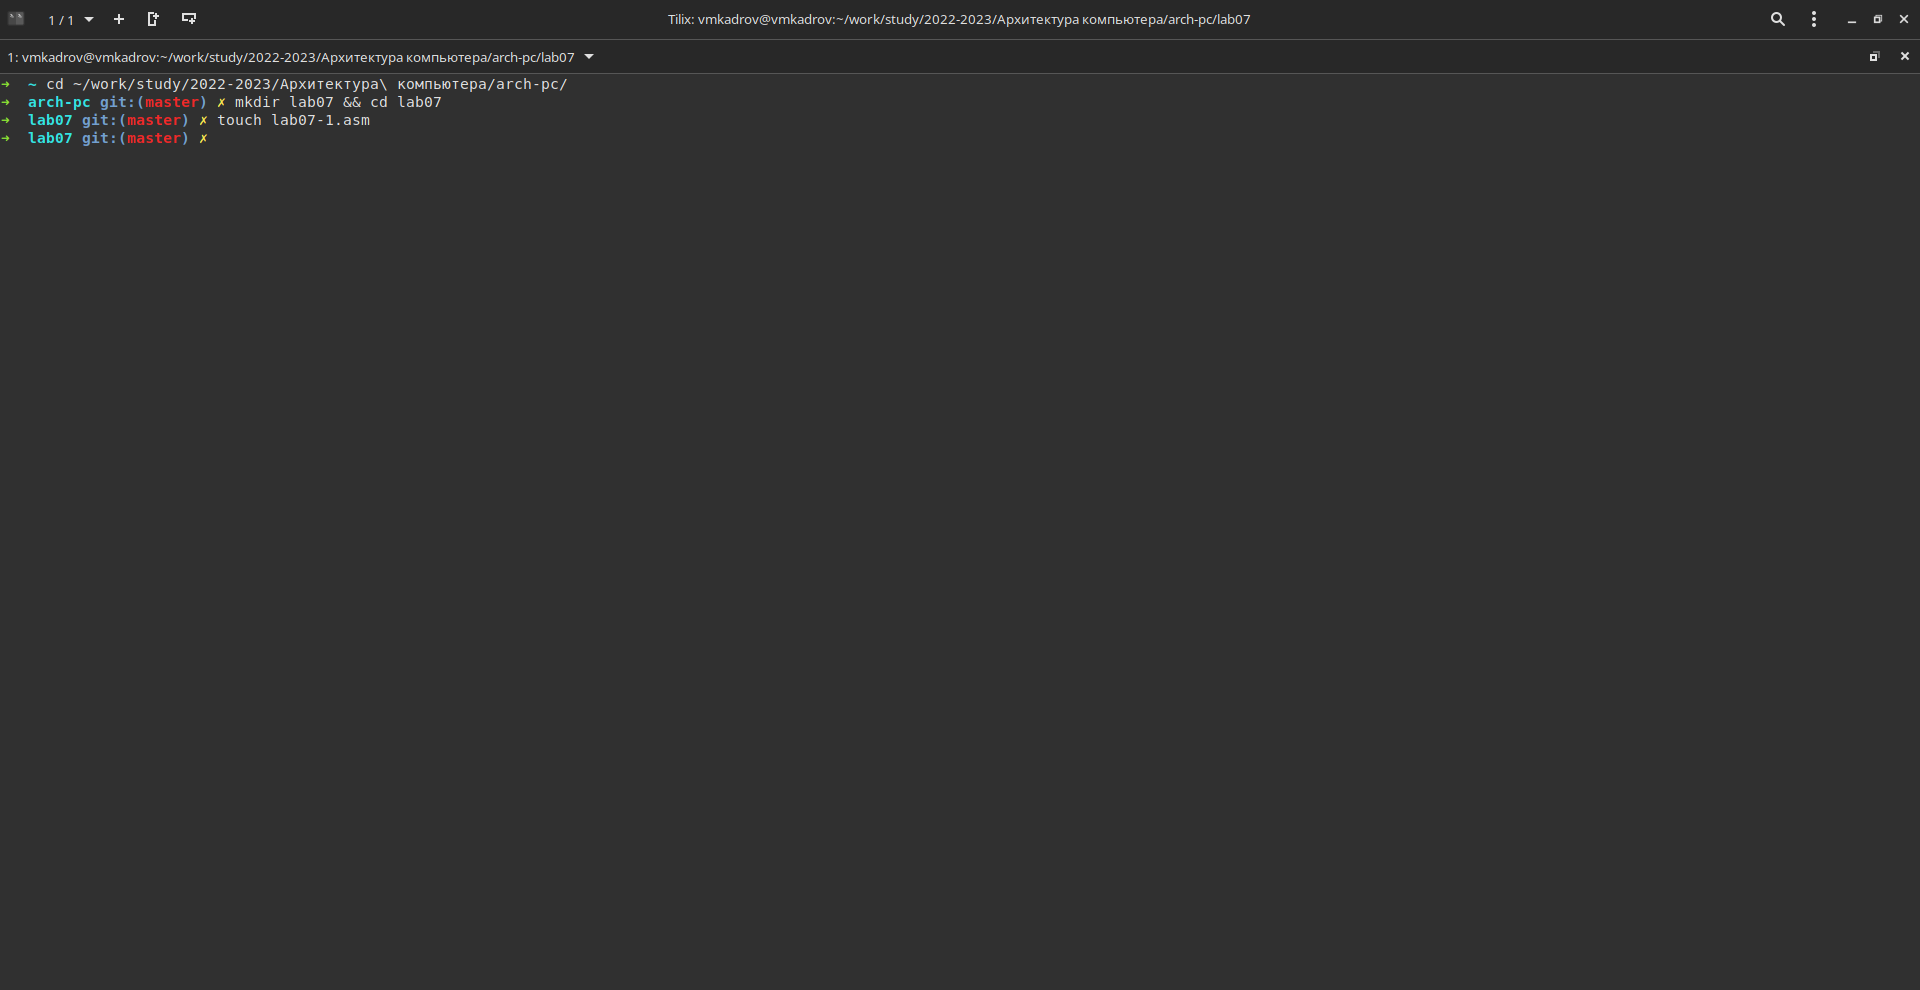 1 / 1
Tilix: vmkadrov@vmkadrov:~/work/study/2022-2023/Архитектура компьютера/arch-pc/lab07
1: vmkadrov@vmkadrov:~/work/study/2022-2023/Архитектура компьютера/arch-pc/lab07
➜ ~ cd ~/work/study/2022-2023/Архитектура\ компьютера/arch-pc/
➜ arch-pc git:(master) ✗ mkdir lab07 && cd lab07
➜ lab07 git:(master) ✗ touch lab07-1.asm
➜ lab07 git:(master) ✗